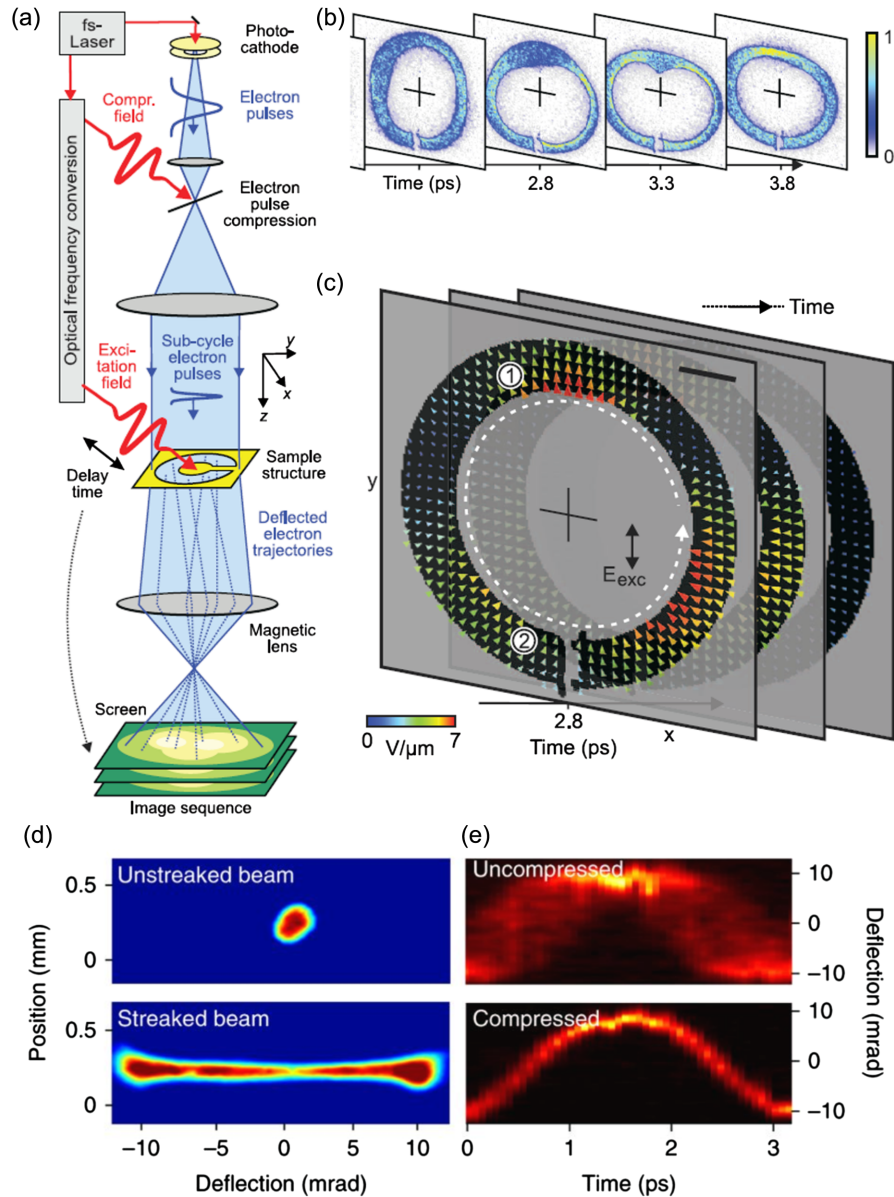 (a)
fs-
Laser
Photo-
cathode
Compr.
field
Electron
pulses
Electron
pulse
compression
Optical frequency conversion
Exci-
tation
field
Sub-cycle
electron
pulses
y
x
z
Delay
time
Sample
structure
Deflected
electron
trajectories
Magnetic
lens
Screen
Image sequence
(b)
1
0
Time (ps)
2.8
3.3
3.8
(c)
Time
1
y
Eexc
2
0
7
V/µm
2.8
Time (ps)
x
(d)
Unstreaked beam
0.5
0
Streaked beam
0.5
0
Position (mm)
−10
−5
0
5
10
Deflection (mrad)
(e)
Uncompressed
10
0
−10
Compressed
10
0
−10
Deflection (mrad)
0
1
2
3
Time (ps)